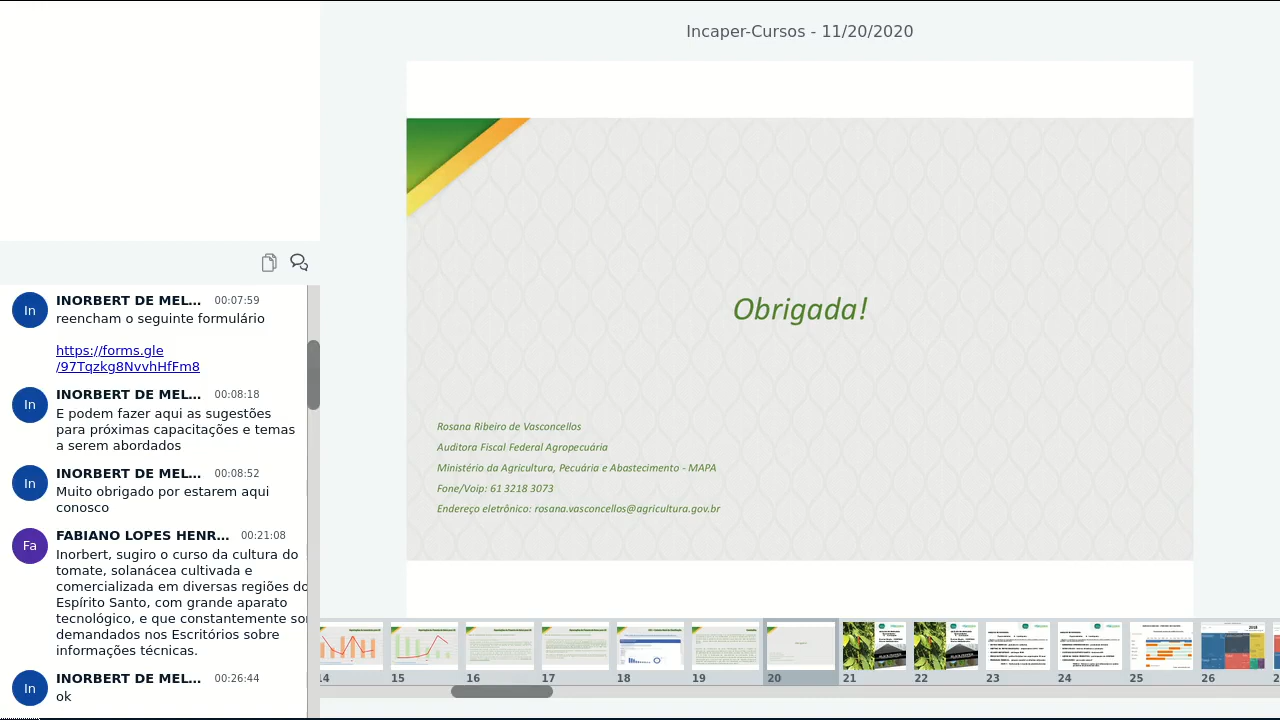 Incaper-Cursos - 11/20/2020
In
INORBERT DE MEL... 00:07:59
reencham o seguinte formulário
https://forms.gle
/97Tqzkg8NvvhHfFm8
In
INORBERT DE MEL... 00:08:18
E podem fazer aqui as sugestões
para próximas capacitações e temas
a serem abordados
In
INORBERT DE MEL... 00:08:52
Muito obrigado por estarem aqui
conosco
Fa
FABIANO LOPES HENR... 00:21:08
Inorbert, sugiro o curso da cultura do
tomate, solanácea cultivada e
comercializada em diversas regiões do
Espírito Santo, com grande aparato
tecnológico, e que constantemente
demandados nos Escritórios sobre
informações técnicas.
In
INORBERT DE MEL... 00:26:44
ok
Obrigada!
Rosana Ribeiro de Vasconcellos
Auditora Fiscal Federal Agropecuária
Ministério da Agricultura, Pecuária e Abastecimento - MAPA
Fone/Voip: 61 3218 3073
Endereço eletrônico: rosana.vasconcellos@agricultura.gov.br
15 16 17 18 19 20 21 22 23 24 25 26